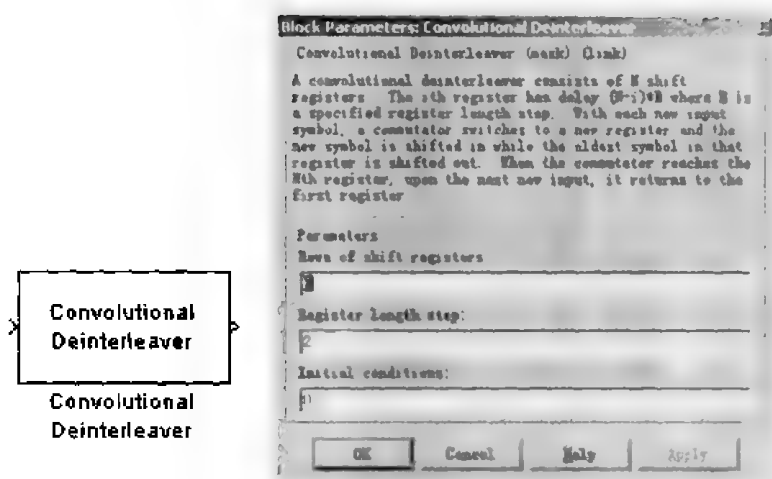 Block Parameters: Convolutional Deinterleaver
Convolutional Deinterleaver (mask) (link)
A convolutional deinterleaver consists of N shift
registers The ith register has delay (N-i)*B where B is
a specified register length step. With each new input
symbol, a commutator switches to a new register and the
new symbol is shifted in while the oldest symbol in that
register is shifted out. When the commutator reaches the
Nth register, upon the next new input, it returns to the
first register
Parameters
Rows of shift registers
Register length step:
2
Initial conditions:
0
OK
Cancel
Help
Apply
Convolutional
Deinterleaver
Convolutional
Deinterleaver